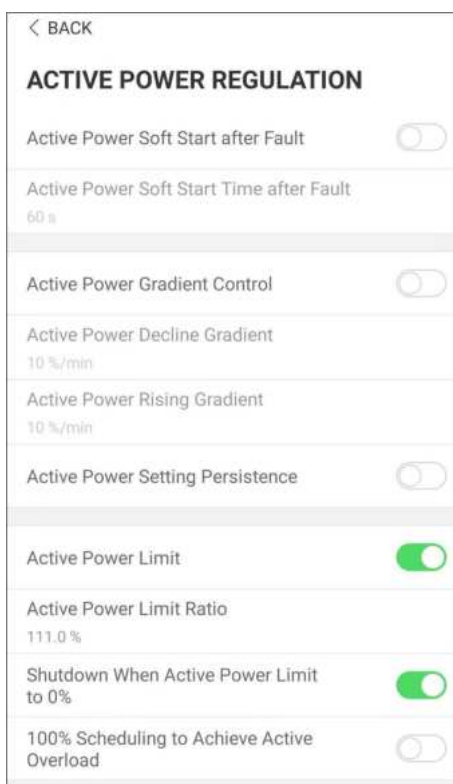 < BACK
ACTIVE POWER REGULATION
Active Power Soft Start after Fault
Active Power Soft Start Time after Fault
60 s
Active Power Gradient Control
Active Power Decline Gradient
10 %/min
Active Power Rising Gradient
10 %/min
Active Power Setting Persistence
Active Power Limit
Active Power Limit Ratio
111.0 %
Shutdown When Active Power Limit
to 0%
100% Scheduling to Achieve Active
Overload